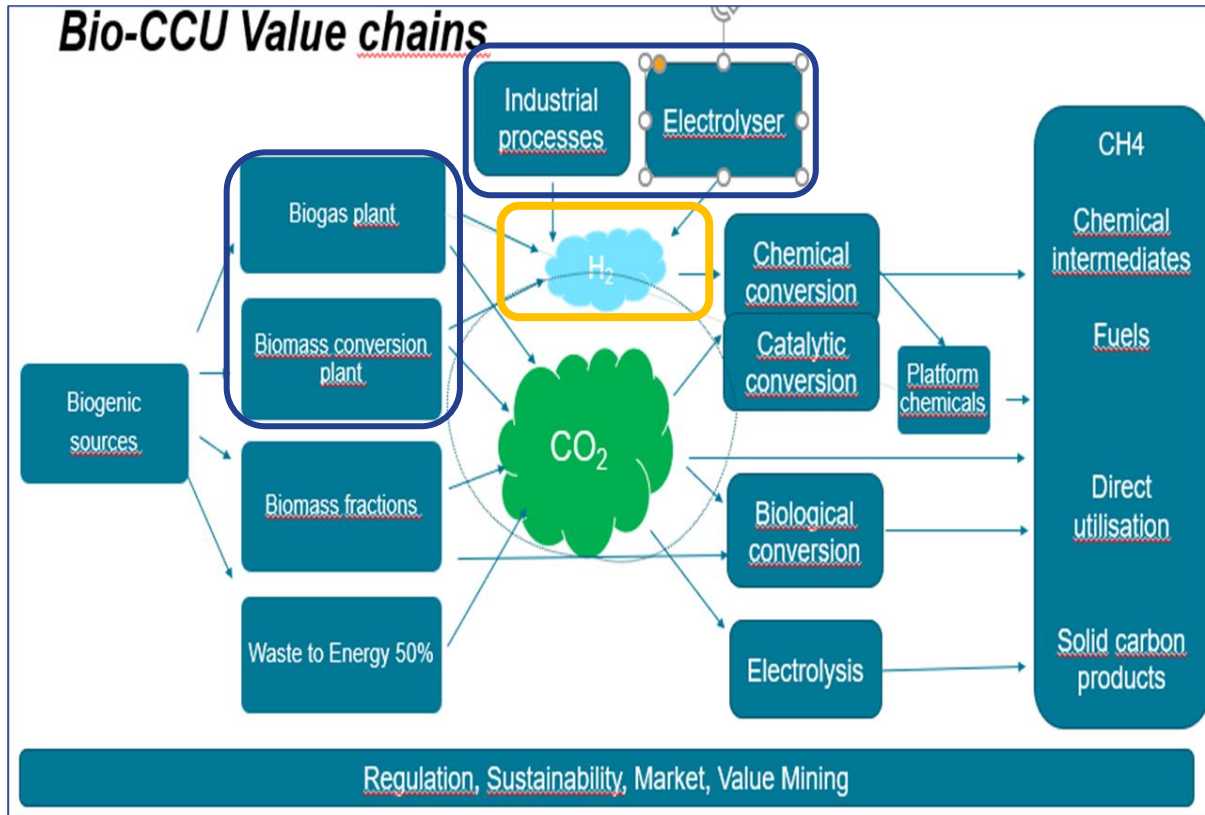 Bio-CCU Value chains
Industrial
processes
Electrolyser
Biogas plant
H₂
Chemical
conversion
CH4
Chemical
intermediates
Fuels
Direct
utilisation
Solid carbon
products
Biomass conversion
plant
Catalytic
conversion
Platform
chemicals
Biogenic
sources
CO₂
Biomass fractions
Biological
conversion
Waste to Energy 50%
Electrolysis
Regulation, Sustainability, Market, Value Mining